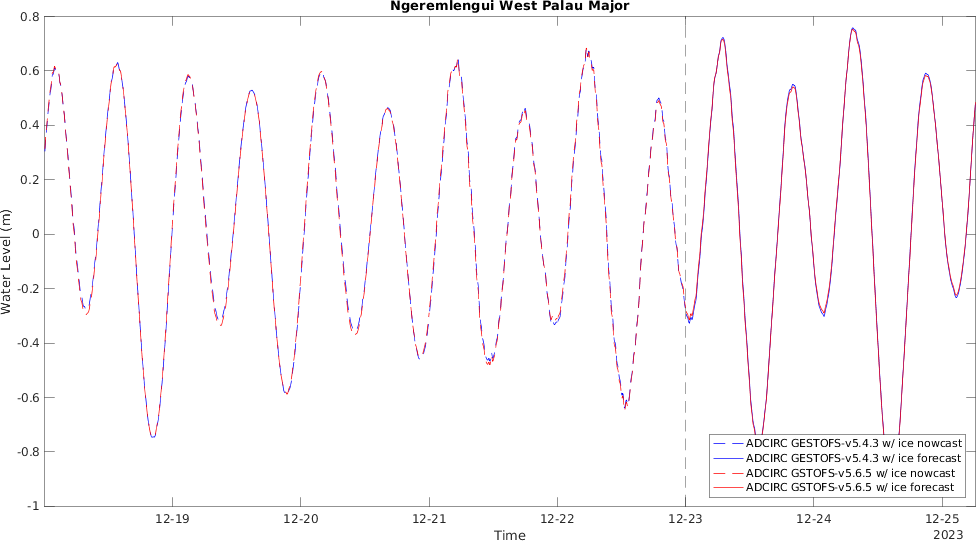 Ngeremlengui West Palau Major
0.8
0.6
0.4
0.2
0
-0.2
-0.4
-0.6
-0.8
-1
Water Level (m)
ADCIRC GESTOFS-v5.4.3 w/ ice nowcast
ADCIRC GESTOFS-v5.4.3 w/ ice forecast
ADCIRC GSTOFS-v5.6.5 w/ ice nowcast
ADCIRC GSTOFS-v5.6.5 w/ ice forecast
12-19
12-20
12-21
12-22
12-23
12-24
12-25
Time
2023